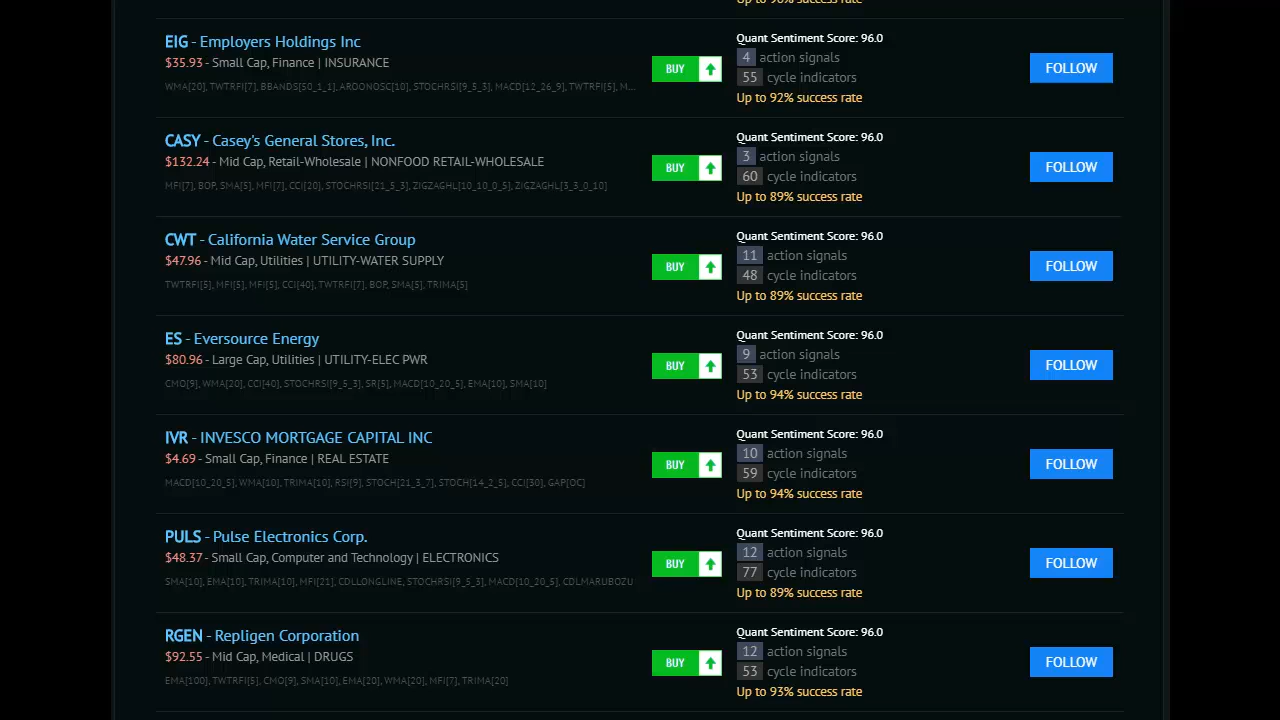 Up to 96% success rate
EIG - Employers Holdings Inc
$35.93 - Small Cap, Finance | INSURANCE
WMA[20], TWTRFI[7], BBANDS[50_1_1], AROONOSC[10], STOCHRSI[9_5_3], MACD[12_26_9], TWTRFI[5], M...
BUY
Quant Sentiment Score: 96.0
4 action signals
55 cycle indicators
Up to 92% success rate
FOLLOW
CASY - Casey's General Stores, Inc.
$132.24 - Mid Cap, Retail-Wholesale | NONFOOD RETAIL-WHOLESALE
MFI[7], BOP, SMA[5], MFI[7], CCI[20], STOCHRSI[21_5_3], ZIGZAGHL[10_10_0_5], ZIGZAGHL[3_3_0_10]
BUY
Quant Sentiment Score: 96.0
3 action signals
60 cycle indicators
Up to 89% success rate
FOLLOW
CWT - California Water Service Group
$47.96 - Mid Cap, Utilities | UTILITY-WATER SUPPLY
TWTRFI[5], MFI[5], MFI[5], CCI[40], TWTRFI[7], BOP, SMA[5], TRIMA[5]
BUY
Quant Sentiment Score: 96.0
11 action signals
48 cycle indicators
Up to 89% success rate
FOLLOW
ES - Eversource Energy
$80.96 - Large Cap, Utilities | UTILITY-ELEC PWR
CMO[9], WMA[20], CCI[40], STOCHRSI[9_5_3], SR[5], MACD[10_20_5], EMA[10], SMA[10]
BUY
Quant Sentiment Score: 96.0
9 action signals
53 cycle indicators
Up to 94% success rate
FOLLOW
IVR - INVESCO MORTGAGE CAPITAL INC
$4.69 - Small Cap, Finance | REAL ESTATE
MACD[10_20_5], WMA[10], TRIMA[10], RSI[9], STOCH[21_3_7], STOCH[14_2_5], CCI[30], GAP[OC]
BUY
Quant Sentiment Score: 96.0
10 action signals
59 cycle indicators
Up to 94% success rate
FOLLOW
PULS - Pulse Electronics Corp.
$48.37 - Small Cap, Computer and Technology | ELECTRONICS
SMA[10], EMA[10], TRIMA[10], MFI[21], CDLLONGLINE, STOCHRSI[9_5_3], MACD[10_20_5], CDLMARUBOZU
BUY
Quant Sentiment Score: 96.0
12 action signals
77 cycle indicators
Up to 89% success rate
FOLLOW
RGEN - Repligen Corporation
$92.55 - Mid Cap, Medical | DRUGS
EMA[100], TWTRFI[5], CMO[9], SMA[10], EMA[20], WMA[20], MFI[7], TRIMA[20]
BUY
Quant Sentiment Score: 96.0
12 action signals
53 cycle indicators
Up to 93% success rate
FOLLOW